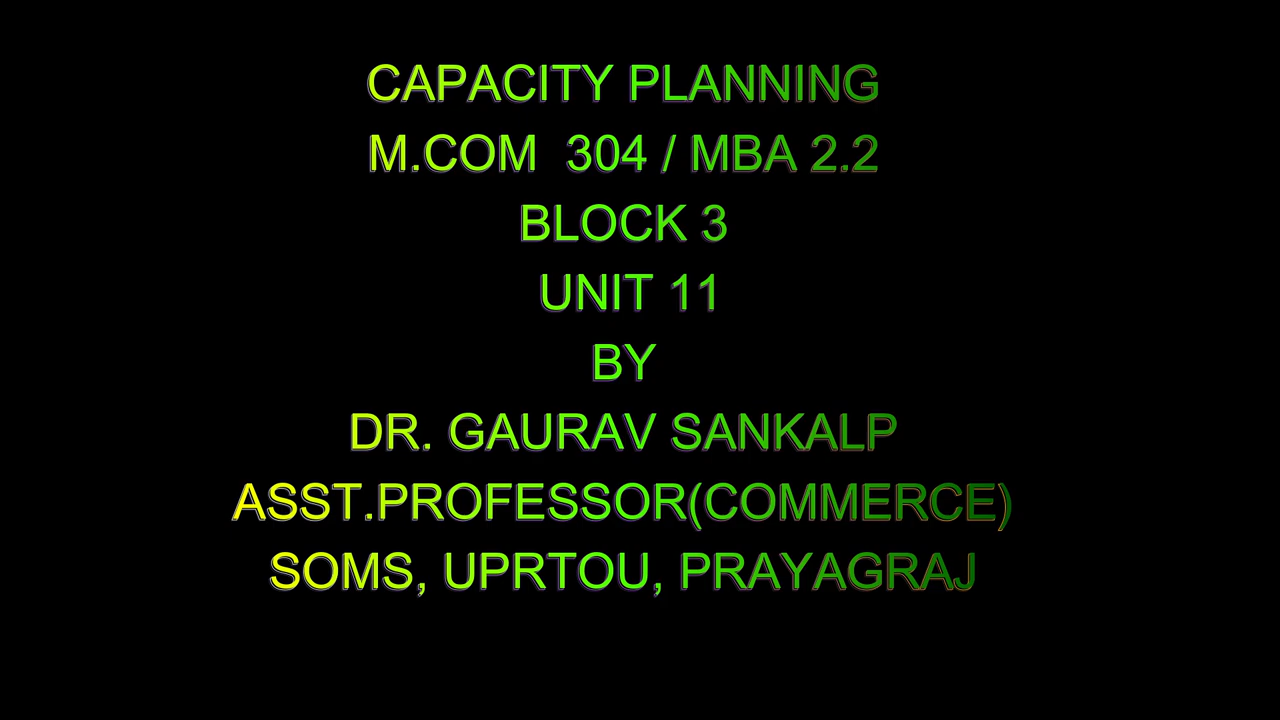 CAPACITY PLANNING
M.COM  304 / MBA 2.2
BLOCK 3
UNIT 11
BY
DR. GAURAV SANKALP
ASST.PROFESSOR(COMMERCE)
SOMS, UPRTOU, PRAYAGRAJ